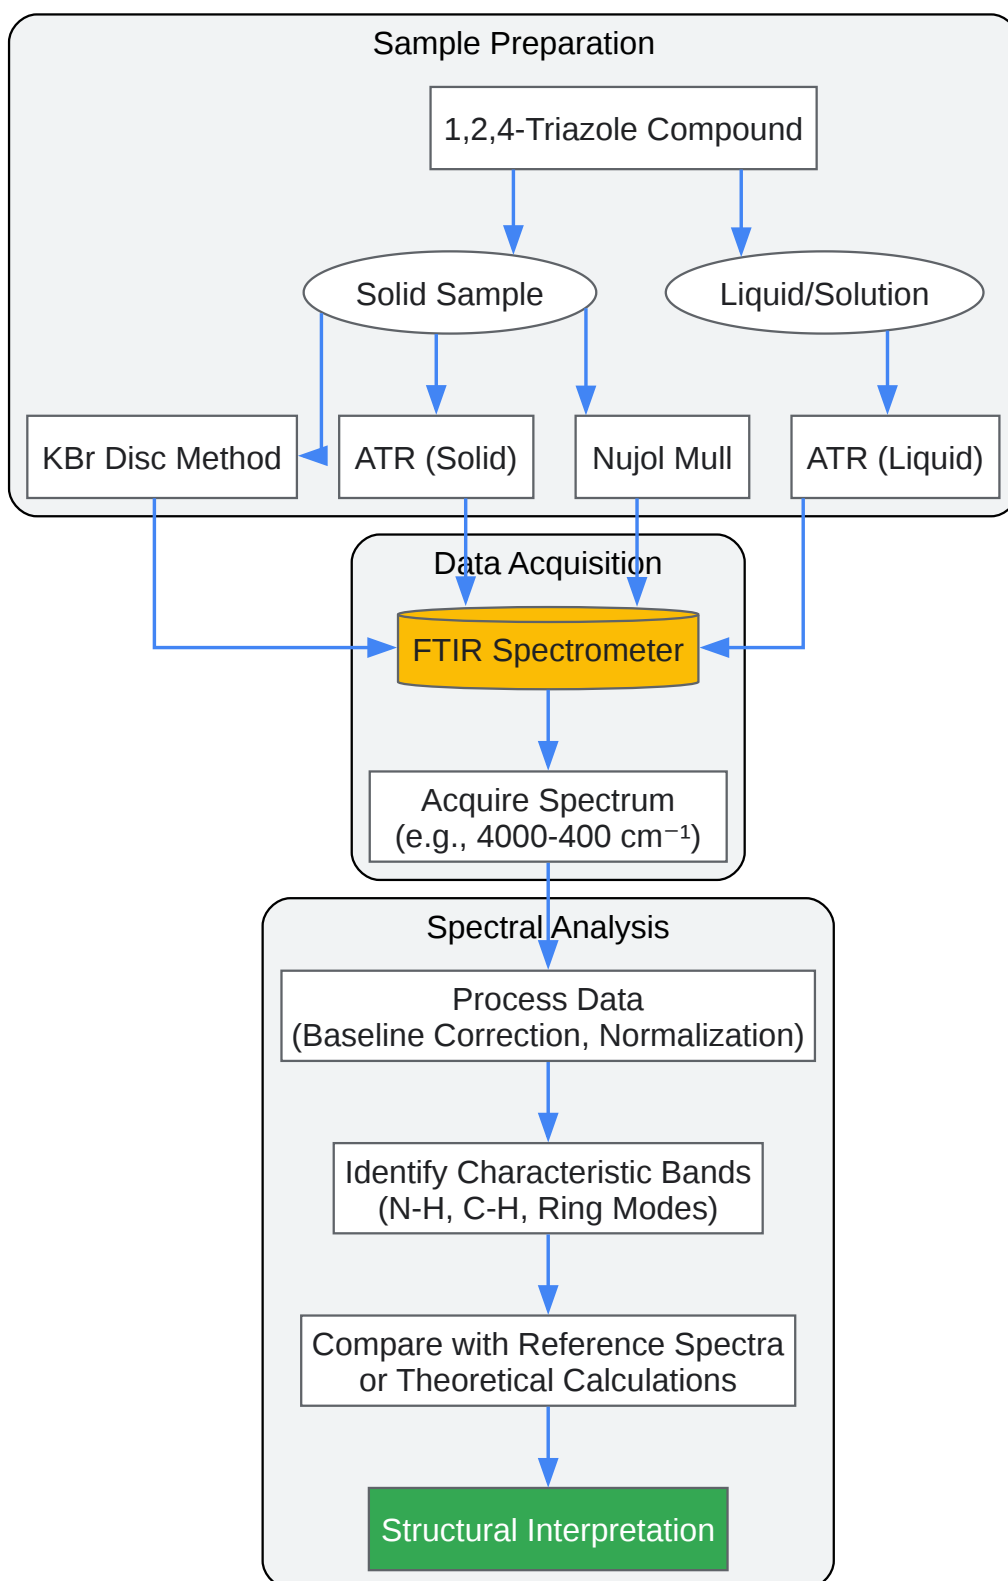 Sample Preparation
1,2,4-Triazole Compound
Solid Sample
Liquid/Solution
KBr Disc Method
ATR (Solid)
Nujol Mull
ATR (Liquid)
Data Acquisition
FTIR Spectrometer
Acquire Spectrum
(e.g., 4000-400 cm⁻¹)
Spectral Analysis
Process Data
(Baseline Correction, Normalization)
Identify Characteristic Bands
(N-H, C-H, Ring Modes)
Compare with Reference Spectra
or Theoretical Calculations
Structural Interpretation